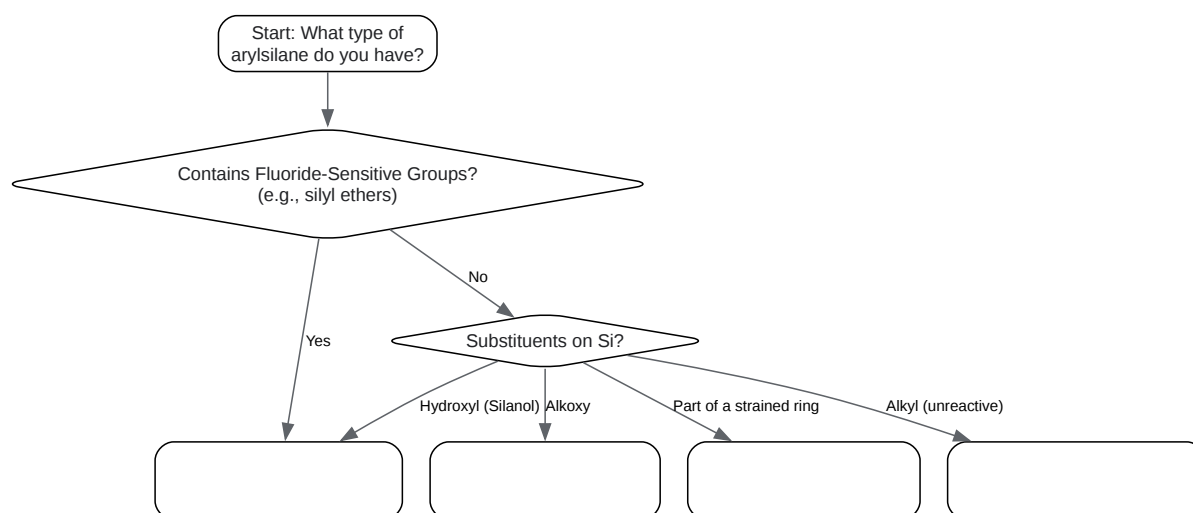 Start: What type of
arylsilane do you have?
Contains Fluoride-Sensitive Groups?
(e.g., silyl ethers)
No
Yes
Substituents on Si?
Hydroxyl (Silanol)
Alkoxy
Part of a strained ring
Alkyl (unreactive)